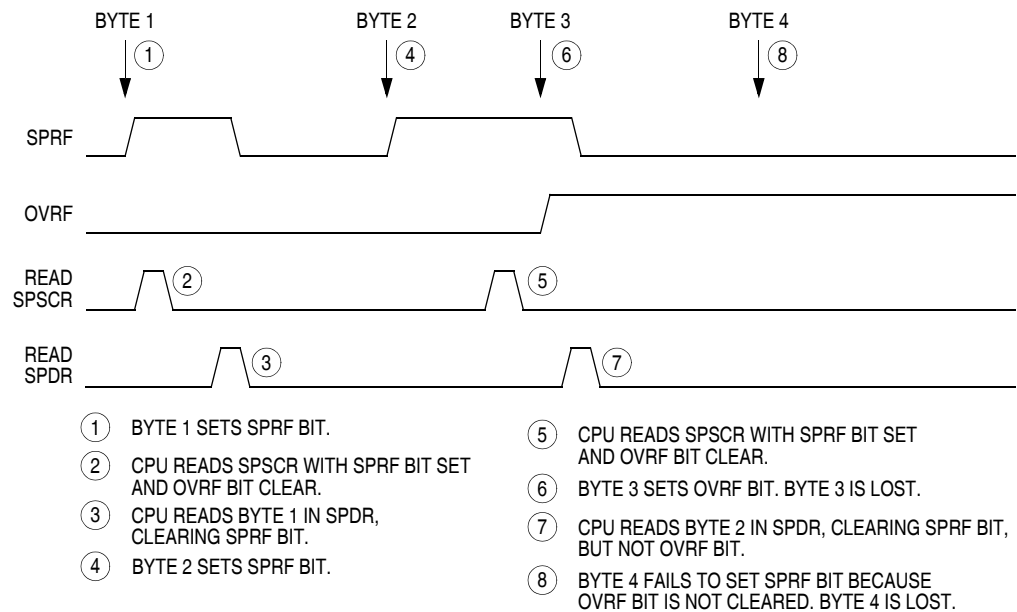 BYTE 1 BYTE 2 BYTE 3 BYTE 4
1 4 6 8
SPRF
OVRF
READ
SPSCR
2 5
READ
SPDR
3 7
1 BYTE 1 SETS SPRF BIT.
2 CPU READS SPSCR WITH SPRF BIT SET
AND OVRF BIT CLEAR.
3 CPU READS BYTE 1 IN SPDR,
CLEARING SPRF BIT.
4 BYTE 2 SETS SPRF BIT.
5 CPU READS SPSCR WITH SPRF BIT SET
AND OVRF BIT CLEAR.
6 BYTE 3 SETS OVRF BIT. BYTE 3 IS LOST.
7 CPU READS BYTE 2 IN SPDR, CLEARING SPRF BIT,
BUT NOT OVRF BIT.
8 BYTE 4 FAILS TO SET SPRF BIT BECAUSE
OVRF BIT IS NOT CLEARED. BYTE 4 IS LOST.